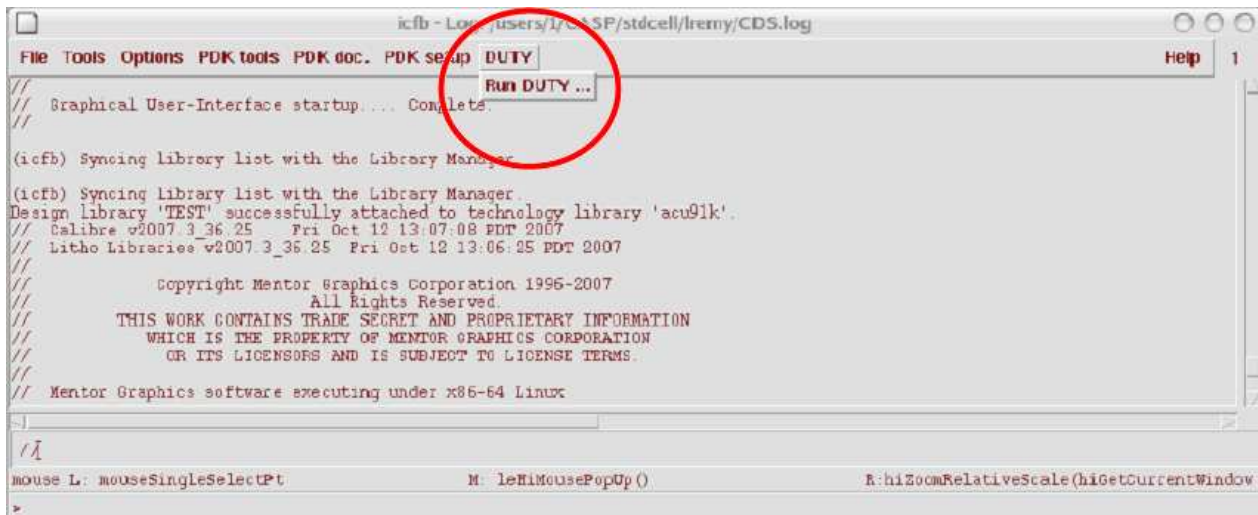 icfb - Log: /users/1/CASP/stdcell/lremy/CDS.log
File Tools Options PDK tools PDK doc. PDK setup DUTY Help 1
Run DUTY ...
//
// Graphical User-Interface startup.... Complete.
//
(icfb) Syncing library list with the Library Manager.
(icfb) Syncing library list with the Library Manager.
Design library 'TEST' successfully attached to technology library 'acu91k'.
// Calibre v2007.3_36.25 Fri Oct 12 13:07:08 PDT 2007
// Litho Libraries v2007.3_36.25 Fri Oct 12 13:06:25 PDT 2007
//
// Copyright Mentor Graphics Corporation 1996-2007
// All Rights Reserved.
// THIS WORK CONTAINS TRADE SECRET AND PROPRIETARY INFORMATION
// WHICH IS THE PROPERTY OF MENTOR GRAPHICS CORPORATION
// OR ITS LICENSORS AND IS SUBJECT TO LICENSE TERMS.
//
// Mentor Graphics software executing under x86-64 Linux
mouse L: mouseSingleSelectPt M: leHiMousePopUp() R:hiZoomRelativeScale(hiGetCurrentWindow
>